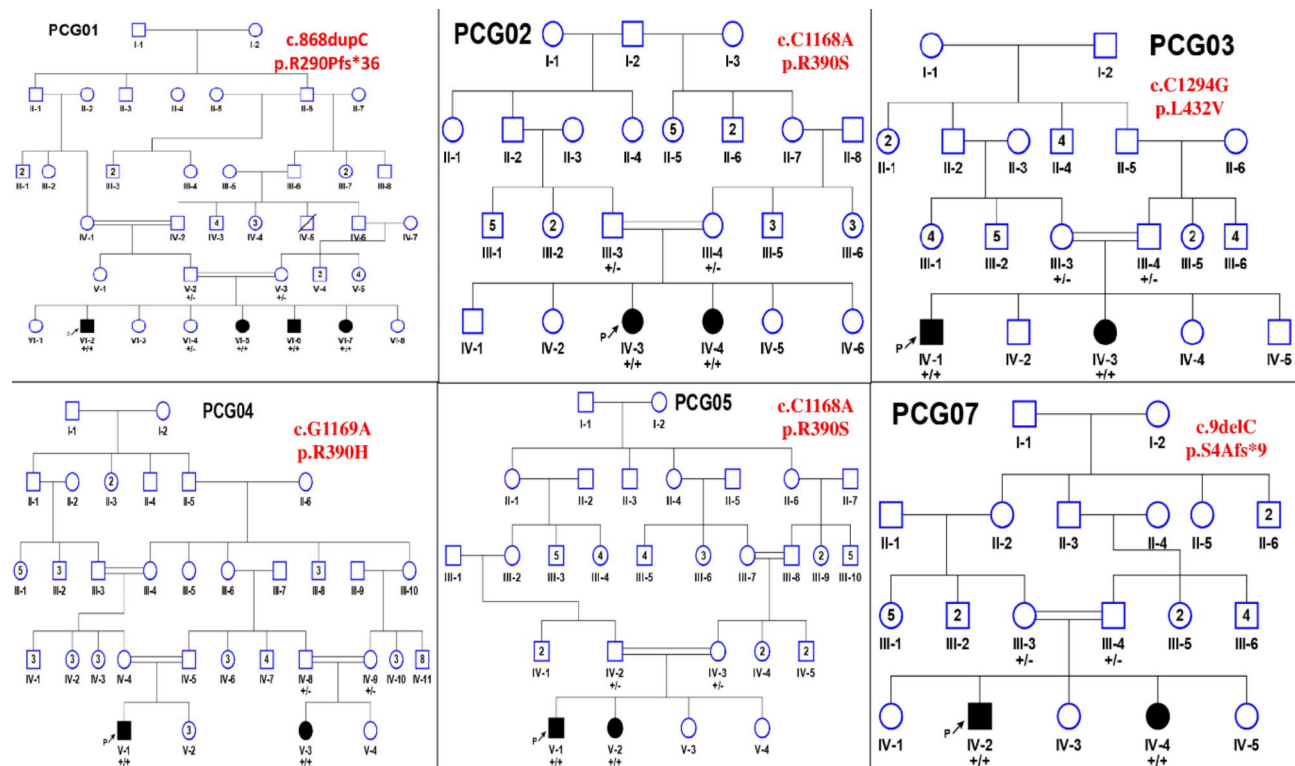 PCG01
c.868dupC
p.R290Pfs*36
I-1 I-2
II-1 II-2 II-3 II-4 II-5 II-6 II-7
2 2 2
III-1 III-2 III-3 III-4 III-5 III-6 III-7 III-8
4 3
IV-1 IV-2 IV-3 IV-4 IV-5 IV-6 IV-7
3 4
V-1 V-2 V-3 V-4 V-5
+/- +/-
P
VI-1 VI-2 VI-3 VI-4 VI-5 VI-6 VI-7 VI-8
+/+ +/- +/+ +/+ +/+
PCG02
c.C1168A
p.R390S
I-1 I-2 I-3
5 2
II-1 II-2 II-3 II-4 II-5 II-6 II-7 II-8
5 2 3 3
III-1 III-2 III-3 III-4 III-5 III-6
+/- +/-
P
IV-1 IV-2 IV-3 IV-4 IV-5 IV-6
+/+ +/+
PCG03
c.C1294G
p.L432V
I-1 I-2
2 4
II-1 II-2 II-3 II-4 II-5 II-6
4 5 2 4
III-1 III-2 III-3 III-4 III-5 III-6
+/- +/-
P
IV-1 IV-2 IV-3 IV-4 IV-5
+/+ +/+
PCG04
c.G1169A
p.R390H
I-1 I-2
2
II-1 II-2 II-3 II-4 II-5 II-6
5 3 3
III-1 III-2 III-3 III-4 III-5 III-6 III-7 III-8 III-9 III-10
3 3 3 3 4 3 8
IV-1 IV-2 IV-3 IV-4 IV-5 IV-6 IV-7 IV-8 IV-9 IV-10 IV-11
+/- +/-
P 3
V-1 V-2 V-3 V-4
+/+ +/+
PCG05
c.C1168A
p.R390S
I-1 I-2
II-1 II-2 II-3 II-4 II-5 II-6 II-7
5 4 4 3 2 5
III-1 III-2 III-3 III-4 III-5 III-6 III-7 III-8 III-9 III-10
2 4 2
IV-1 IV-2 IV-3 IV-4 IV-5
+/- +/-
P
V-1 V-2 V-3 V-4
+/+ +/+
PCG07
c.9delC
p.S4Afs*9
I-1 I-2
2
II-1 II-2 II-3 II-4 II-5 II-6
5 2 2 4
III-1 III-2 III-3 III-4 III-5 III-6
+/- +/-
P
IV-1 IV-2 IV-3 IV-4 IV-5
+/+ +/+